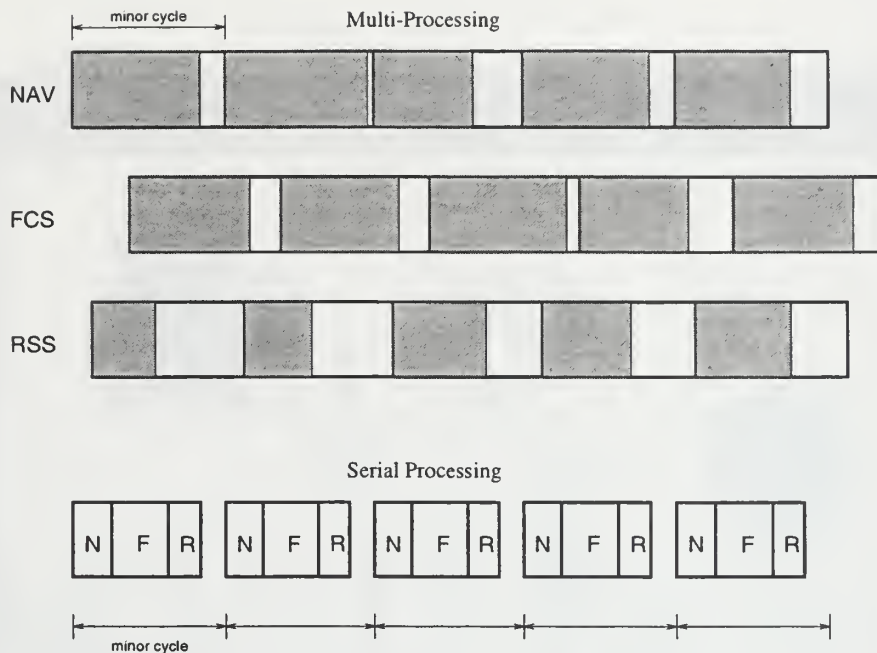 minor cycle
Multi-Processing
NAV
FCS
RSS
Serial Processing
N F R N F R N F R N F R N F R
minor cycle